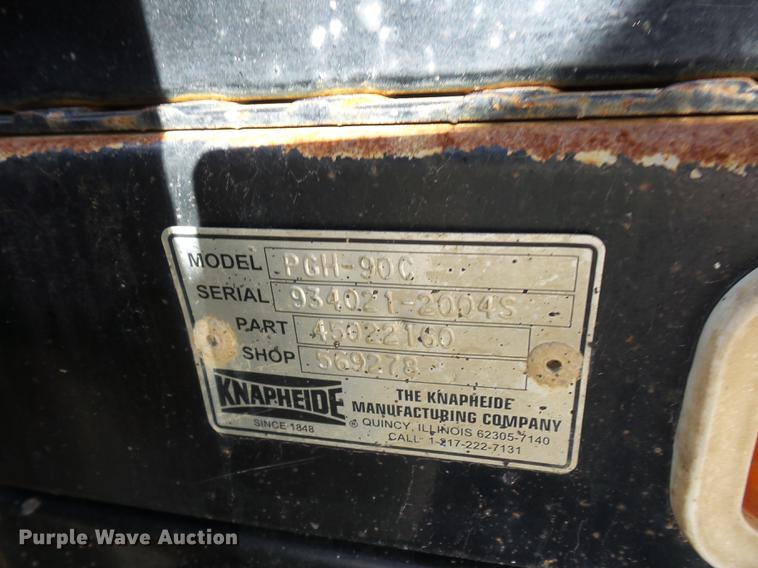 MODEL PGH-90C
SERIAL 934021-2004S
PART 45022160
SHOP 569278
KNAPHEIDE
SINCE 1848
THE KNAPHEIDE
MANUFACTURING COMPANY
QUINCY, ILLINOIS 62305-7140
CALL 1-217-222-7131
Purple Wave Auction